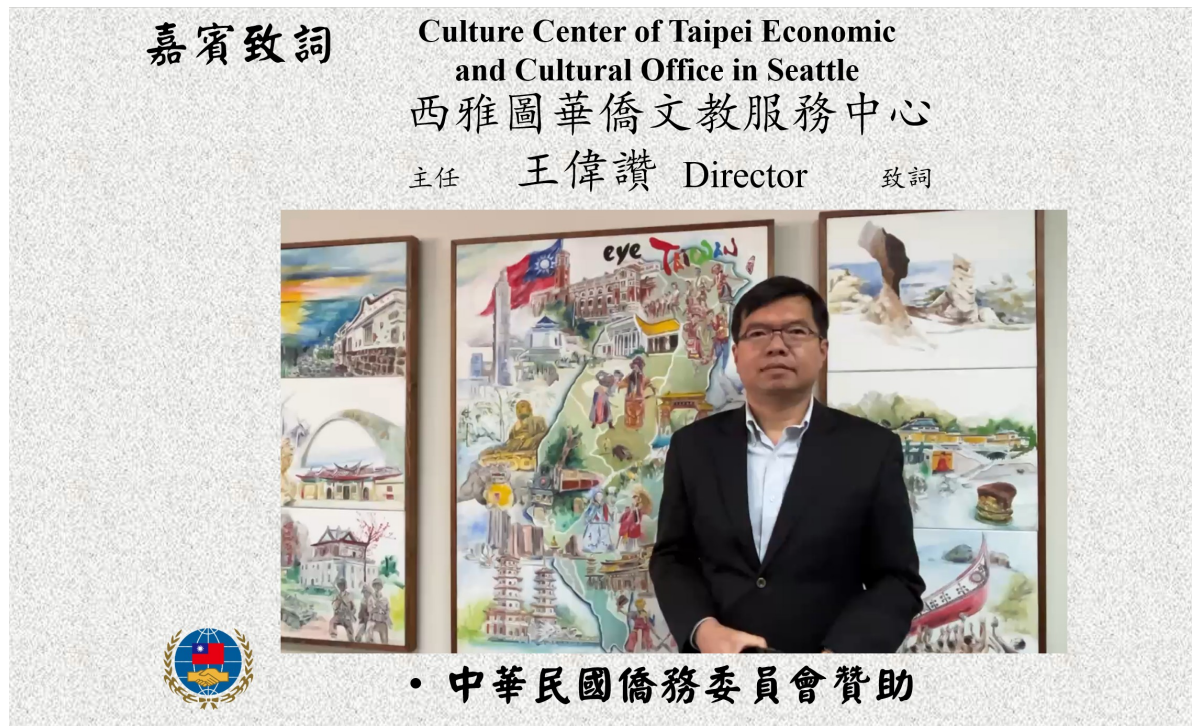 嘉賓致詞
Culture Center of Taipei Economic
and Cultural Office in Seattle
西雅圖華僑文教服務中心
主任 王偉讚 Director 致詞
eye TAIWAN
• 中華民國僑務委員會贊助